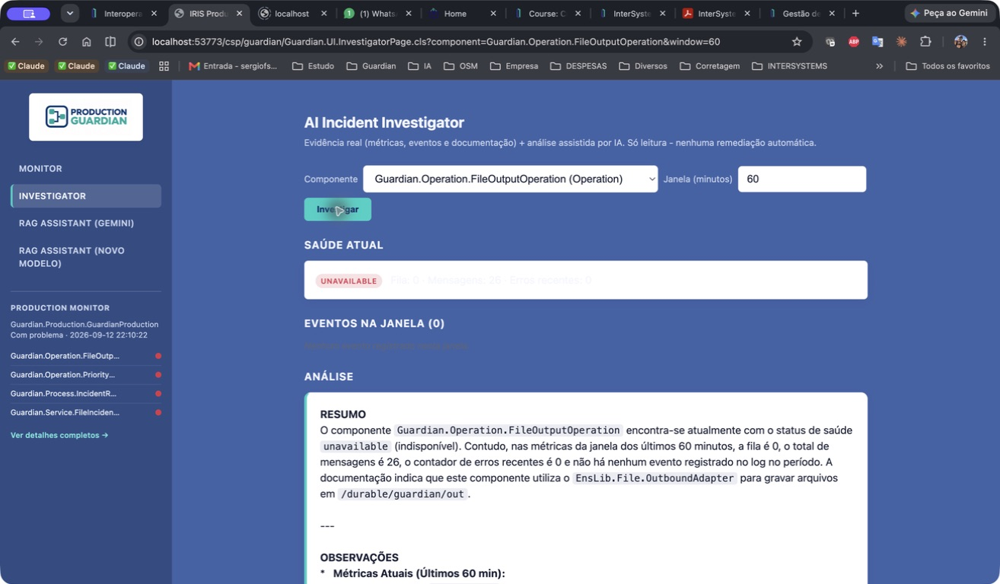 Interopera
IRIS Produ
localhost
(1) Whats
Home
Course: C
InterSyste
InterSyste
Gestão de
Peça ao Gemini
localhost:53773/csp/guardian/Guardian.UI.InvestigatorPage.cls?component=Guardian.Operation.FileOutputOperation&window=60
ABP
Claude
Claude
Claude
Entrada - sergiofs...
Estudo
Guardian
IA
OSM
Empresa
DESPESAS
Diversos
Corretagem
INTERSYSTEMS
»
Todos os favoritos
PRODUCTION
GUARDIAN
MONITOR
INVESTIGATOR
RAG ASSISTANT (GEMINI)
RAG ASSISTANT (NOVO
MODELO)
PRODUCTION MONITOR
Guardian.Production.GuardianProduction
Com problema · 2026-09-12 22:10:22
Guardian.Operation.FileOutp...
Guardian.Operation.Priority...
Guardian.Process.IncidentR...
Guardian.Service.FileInciden...
Ver detalhes completos →
AI Incident Investigator
Evidência real (métricas, eventos e documentação) + análise assistida por IA. Só leitura - nenhuma remediação automática.
Componente
Guardian.Operation.FileOutputOperation (Operation)
Janela (minutos)
60
Investigar
SAÚDE ATUAL
UNAVAILABLE Fila: 0 · Mensagens: 26 · Erros recentes: 0
EVENTOS NA JANELA (0)
ANÁLISE
RESUMO
O componente Guardian.Operation.FileOutputOperation encontra-se atualmente com o status de saúde
unavailable (indisponível). Contudo, nas métricas da janela dos últimos 60 minutos, a fila é 0, o total de
mensagens é 26, o contador de erros recentes é 0 e não há nenhum evento registrado no log no período. A
documentação indica que este componente utiliza o EnsLib.File.OutboundAdapter para gravar arquivos
em /durable/guardian/out.
---
OBSERVAÇÕES
* Métricas Atuais (Últimos 60 min):